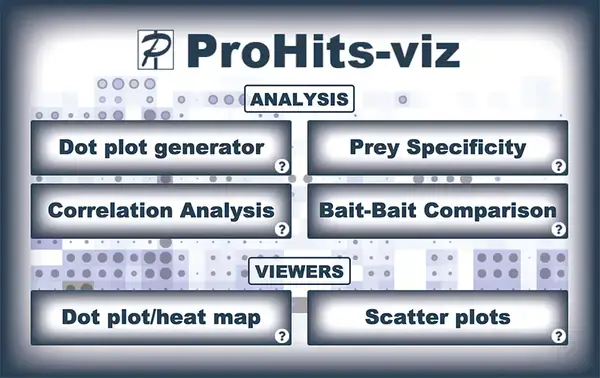 ProHits-viz
ANALYSIS
Dot plot generator ?
Prey Specificity ?
Correlation Analysis ?
Bait-Bait Comparison ?
VIEWERS
Dot plot/heat map ?
Scatter plots ?